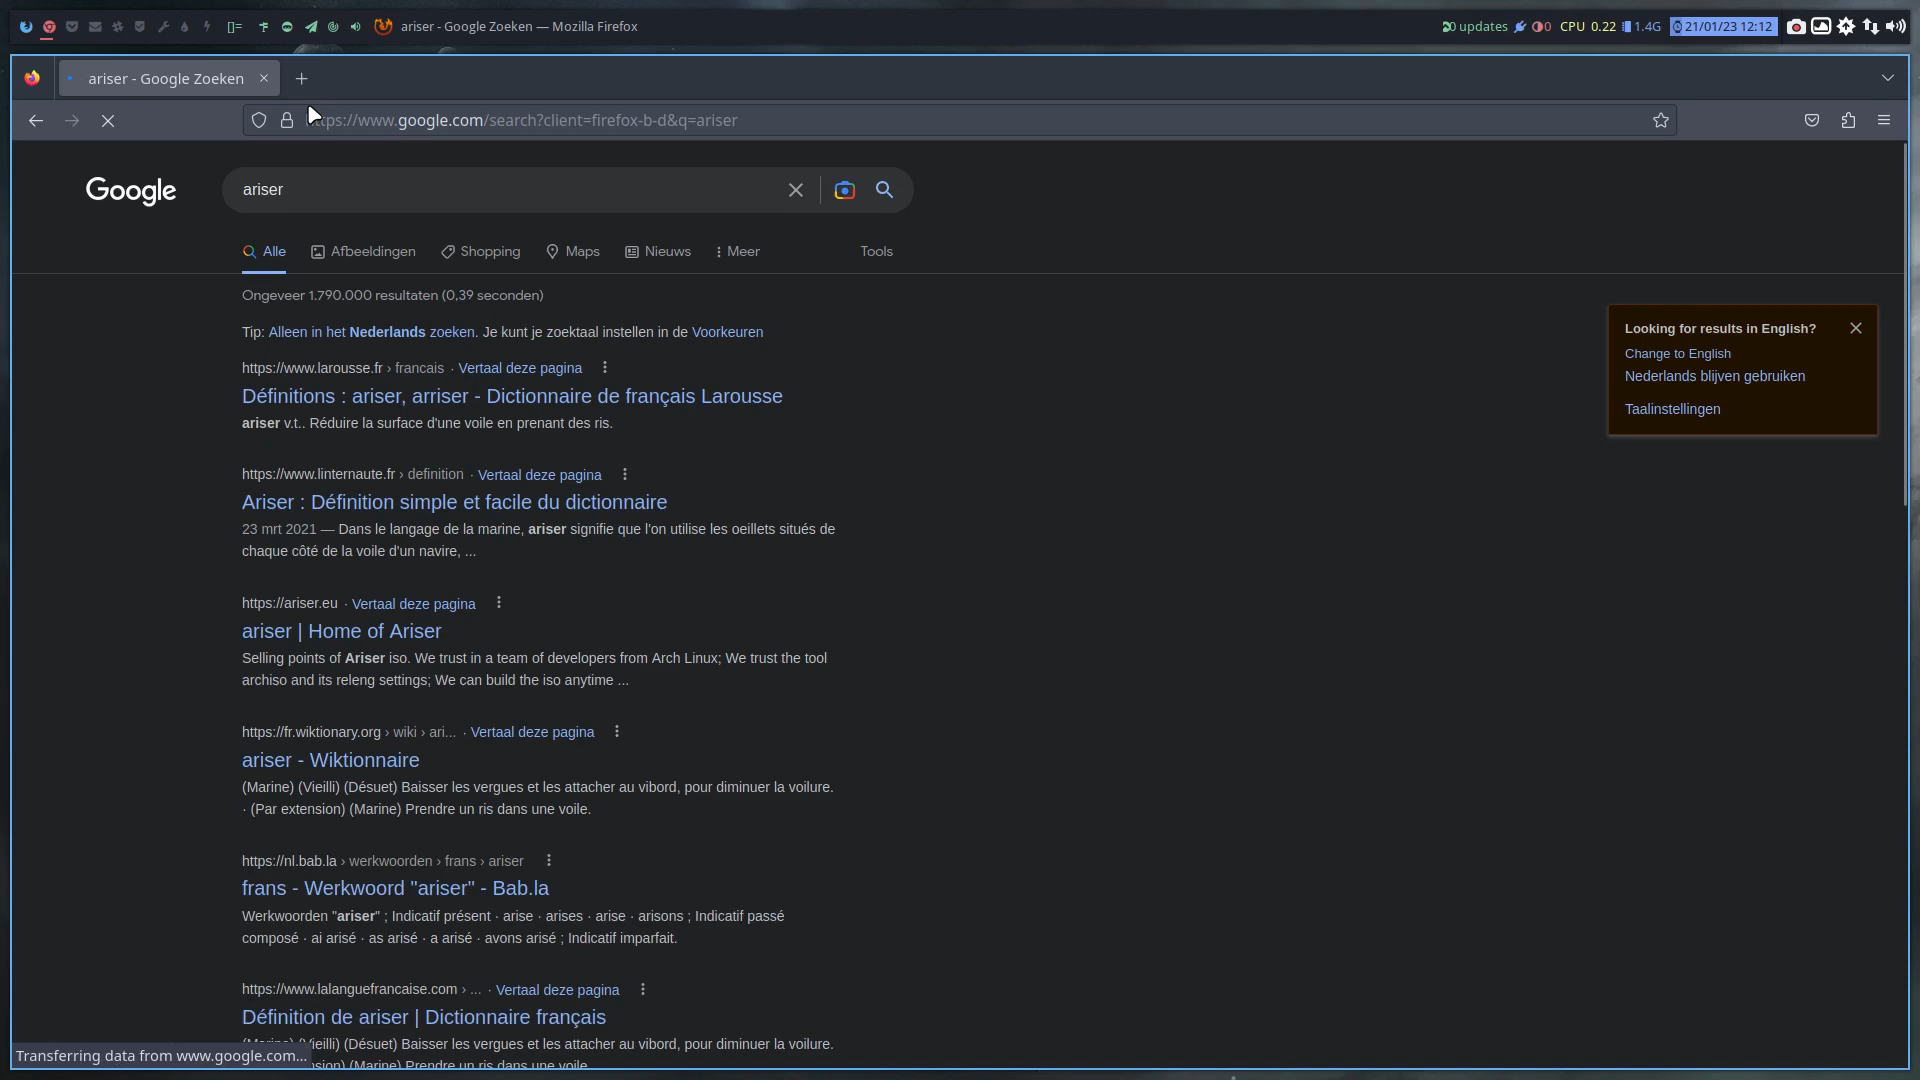 []= ariser - Google Zoeken — Mozilla Firefox
20 updates 0 CPU 0.22 1.4G 21/01/23 12:12
ariser - Google Zoeken
www.google.com/search?client=firefox-b-d&q=ariser
Google ariser
Alle Afbeeldingen Shopping Maps Nieuws Meer Tools
Ongeveer 1.790.000 resultaten (0,39 seconden)
Tip: Alleen in het Nederlands zoeken. Je kunt je zoektaal instellen in de Voorkeuren
https://www.larousse.fr › francais · Vertaal deze pagina
Définitions : ariser, arriser - Dictionnaire de français Larousse
ariser v.t.. Réduire la surface d'une voile en prenant des ris.
https://www.linternaute.fr › definition · Vertaal deze pagina
Ariser : Définition simple et facile du dictionnaire
23 mrt 2021 — Dans le langage de la marine, ariser signifie que l'on utilise les oeillets situés de
chaque côté de la voile d'un navire, ...
https://ariser.eu · Vertaal deze pagina
ariser | Home of Ariser
Selling points of Ariser iso. We trust in a team of developers from Arch Linux; We trust the tool
archiso and its releng settings; We can build the iso anytime ...
https://fr.wiktionary.org › wiki › ari... · Vertaal deze pagina
ariser - Wiktionnaire
(Marine) (Vieilli) (Désuet) Baisser les vergues et les attacher au vibord, pour diminuer la voilure.
· (Par extension) (Marine) Prendre un ris dans une voile.
https://nl.bab.la › werkwoorden › frans › ariser
frans - Werkwoord "ariser" - Bab.la
Werkwoorden "ariser" ; Indicatif présent · arise · arises · arise · arisons ; Indicatif passé
composé · ai arisé · as arisé · a arisé · avons arisé ; Indicatif imparfait.
https://www.lalanguefrancaise.com › ... · Vertaal deze pagina
Définition de ariser | Dictionnaire français
(Vieilli) (Désuet) Baisser les vergues et les attacher au vibord, pour diminuer la voilure.
(Marine) Prendre un ris dans une voile.
Transferring data from www.google.com...
Looking for results in English?
Change to English
Nederlands blijven gebruiken
Taalinstellingen